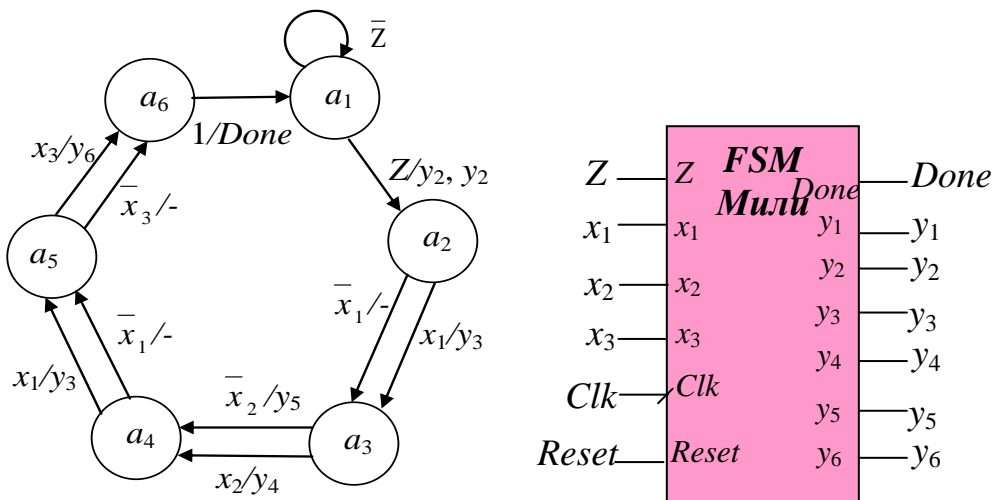 Z̅
a₆
a₁
1/Done
x₃/y₆
x̅₃/-
Z/y₂, y₂
a₅
a₂
x̅₁/-
x₁/y₃
x̅₁/-
x₁/y₃
x̅₂/y₅
a₄
a₃
x₂/y₄
FSM
Мили
Z Z Done Done
x₁ x₁ y₁ y₁
x₂ x₂ y₂ y₂
x₃ x₃ y₃ y₃
y₄ y₄
Clk Clk
y₅ y₅
Reset Reset y₆ y₆